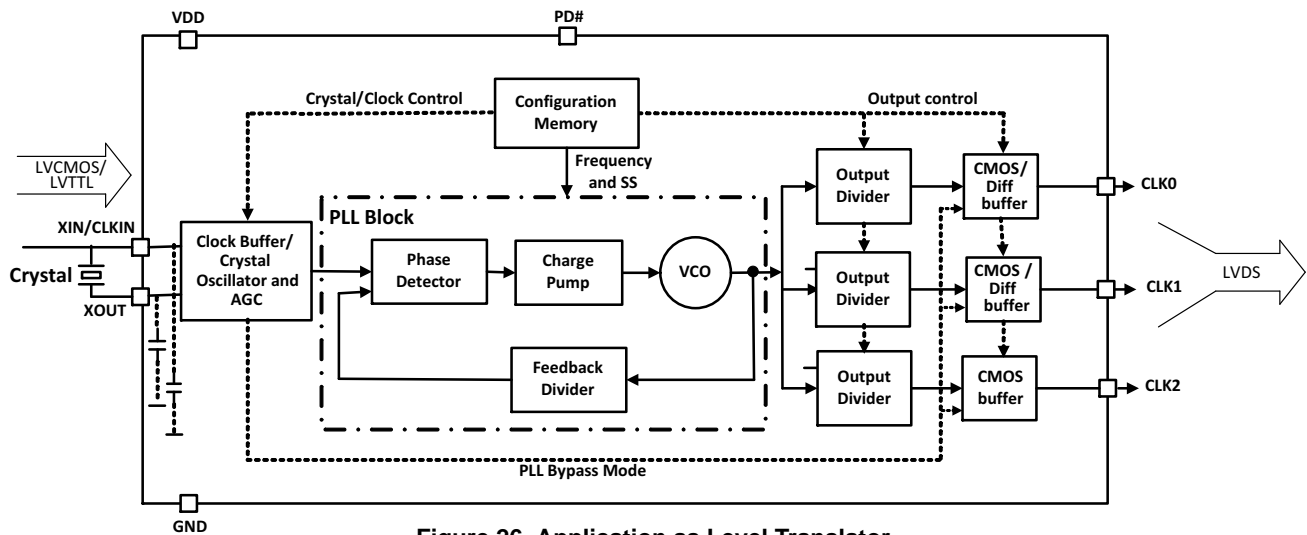 VDD
PD#
Crystal/Clock Control
Configuration
Memory
Output control
LVCMOS/
LVTTL
Frequency
and SS
Output
Divider
CMOS/
Diff
buffer
CLK0
XIN/CLKIN
PLL Block
Clock Buffer/
Crystal
Oscillator and
AGC
Phase
Detector
Charge
Pump
VCO
Crystal
XOUT
Output
Divider
CMOS /
Diff buffer
CLK1
LVDS
Feedback
Divider
Output
Divider
CMOS
buffer
CLK2
PLL Bypass Mode
GND
Figure 26. Application as Level Translator